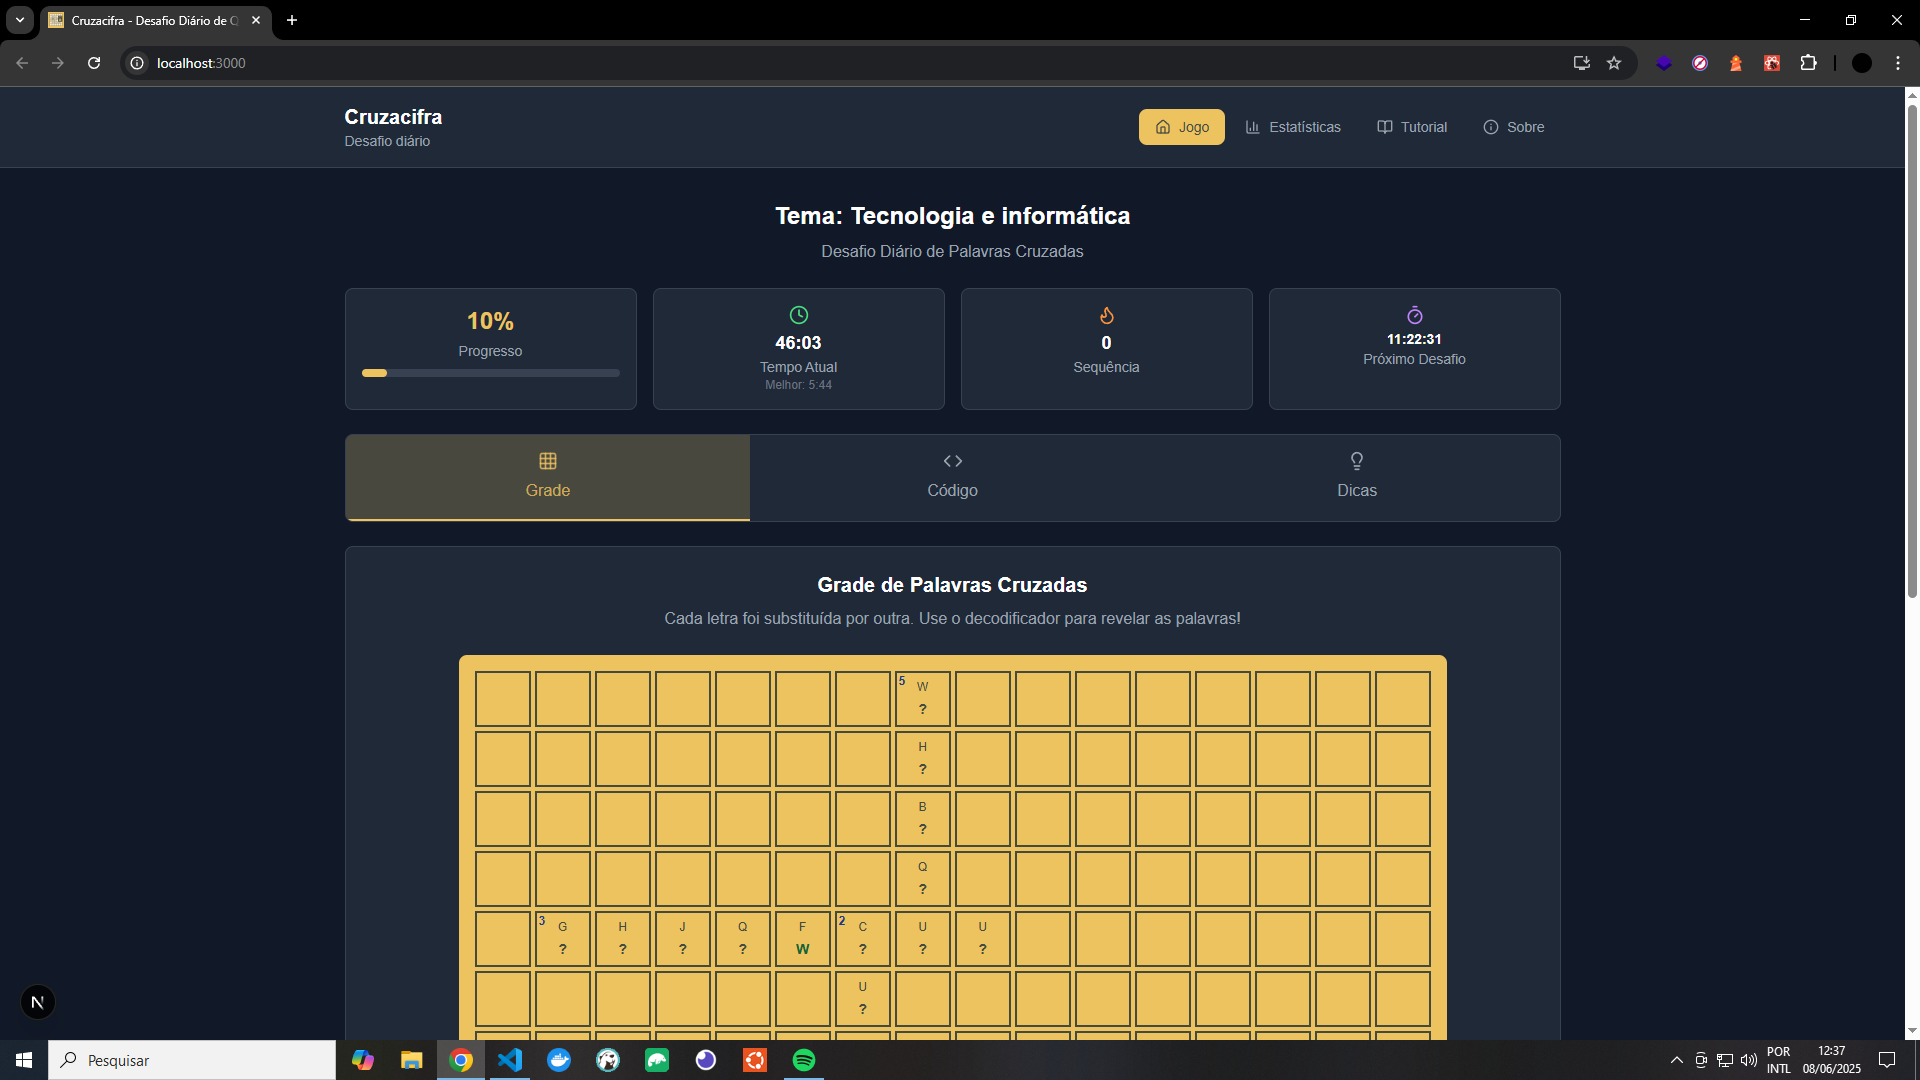 Cruzacifra - Desafio Diário de Q
localhost:3000
Cruzacifra
Desafio diário
Jogo
Estatísticas
Tutorial
Sobre
Tema: Tecnologia e informática
Desafio Diário de Palavras Cruzadas
10%
Progresso
46:03
Tempo Atual
Melhor: 5:44
0
Sequência
11:22:31
Próximo Desafio
Grade
Código
Dicas
Grade de Palavras Cruzadas
Cada letra foi substituída por outra. Use o decodificador para revelar as palavras!
5 W
?
H
?
B
?
Q
?
3 G H J Q F 2 C U U
? ? ? ? W ? ? ?
U
?
N
Pesquisar
POR
INTL
12:37
08/06/2025